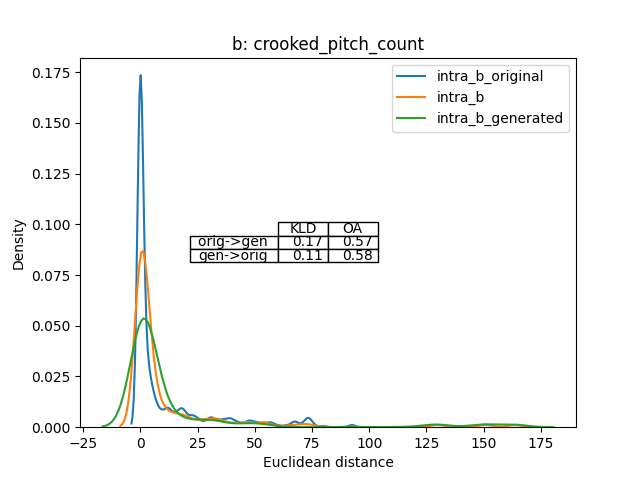 b: crooked_pitch_count
0.175
0.150
0.125
0.100
0.075
0.050
0.025
0.000
Density
intra_b_original
intra_b
intra_b_generated
KLD OA
orig->gen 0.17 0.57
gen->orig 0.11 0.58
−25 0 25 50 75 100 125 150 175
Euclidean distance